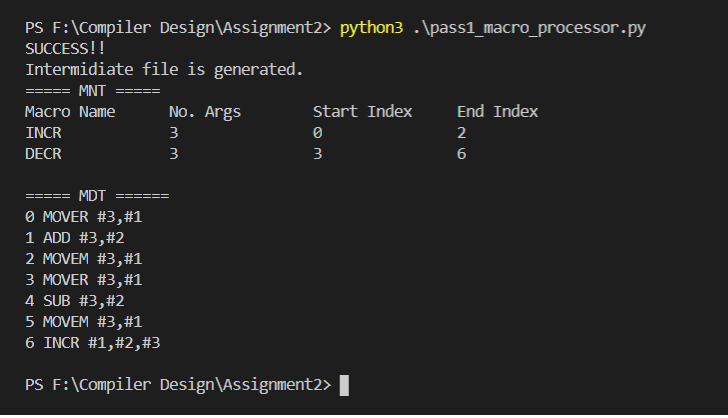 PS F:\Compiler Design\Assignment2> python3 .\pass1_macro_processor.py
SUCCESS!!
Intermidiate file is generated.
===== MNT =====
Macro Name No. Args Start Index End Index
INCR 3 0 2
DECR 3 3 6
===== MDT ======
0 MOVER #3,#1
1 ADD #3,#2
2 MOVEM #3,#1
3 MOVER #3,#1
4 SUB #3,#2
5 MOVEM #3,#1
6 INCR #1,#2,#3
PS F:\Compiler Design\Assignment2>